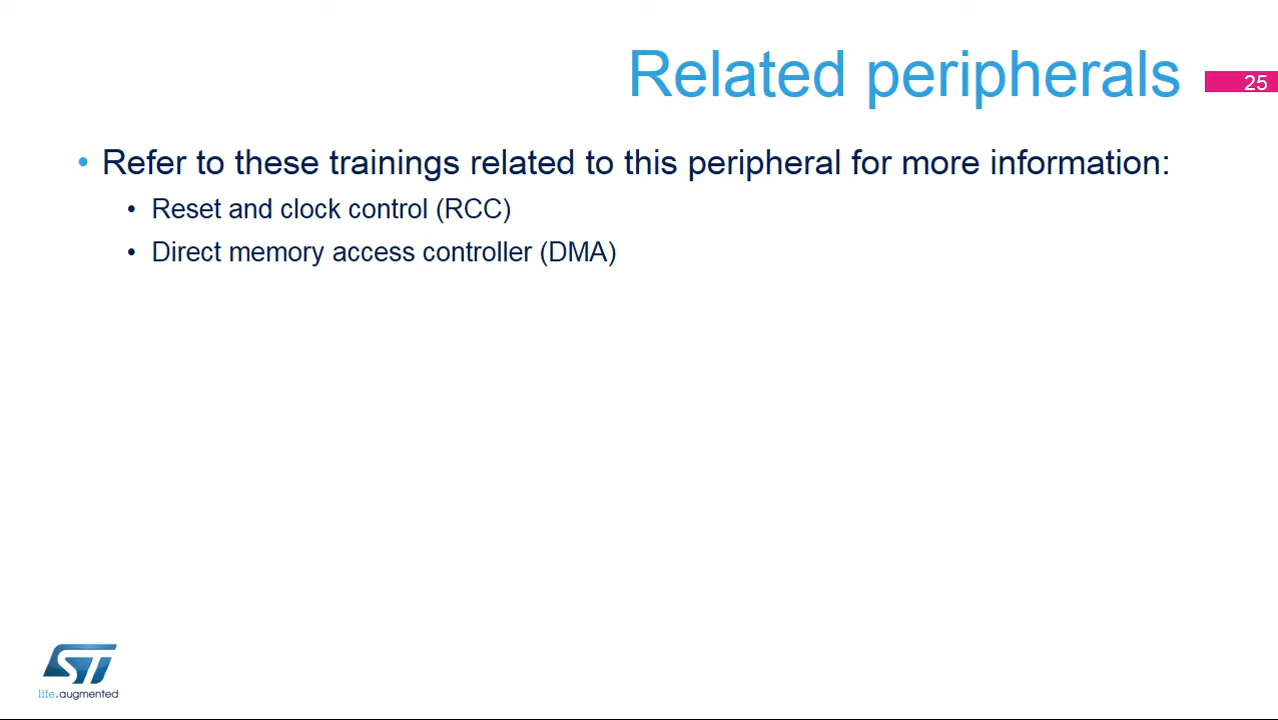 Related peripherals
25
• Refer to these trainings related to this peripheral for more information:
• Reset and clock control (RCC)
• Direct memory access controller (DMA)
ST
life.augmented